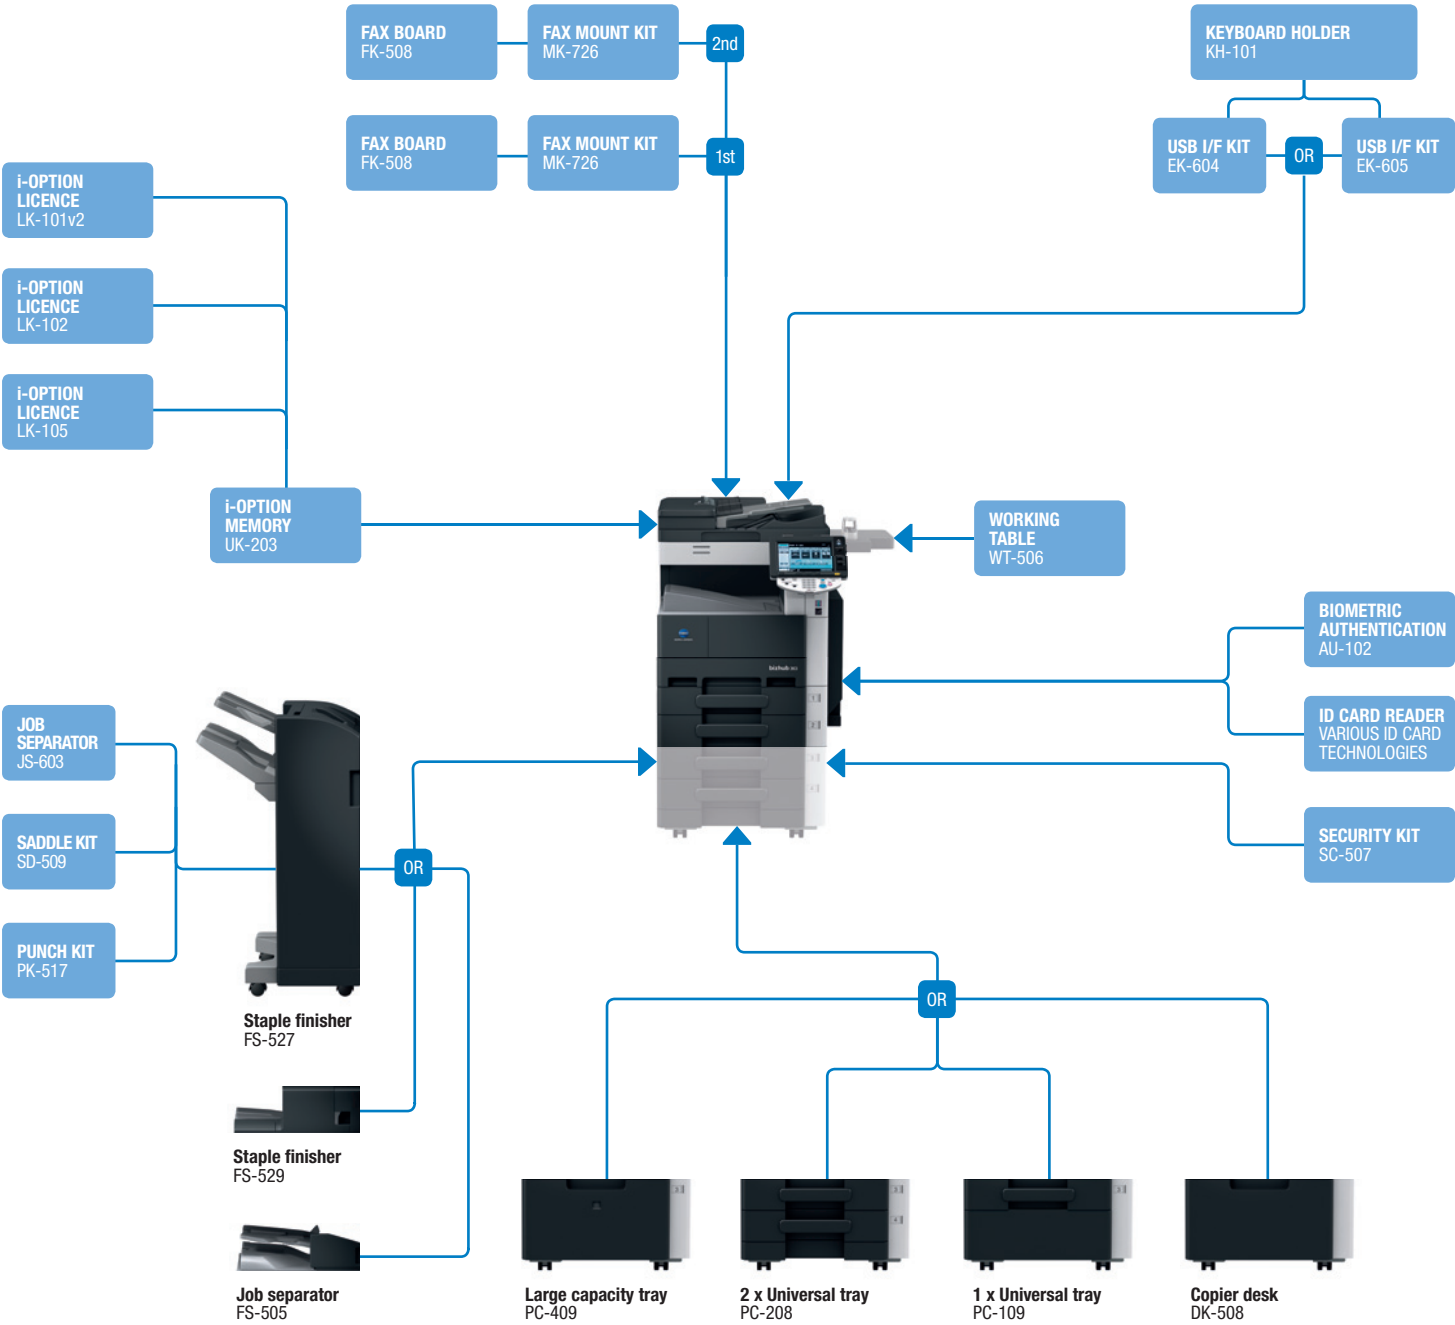 FAX BOARD
FK-508
FAX MOUNT KIT
MK-726
2nd
KEYBOARD HOLDER
KH-101
FAX BOARD
FK-508
FAX MOUNT KIT
MK-726
1st
USB I/F KIT
EK-604
OR
USB I/F KIT
EK-605
i-OPTION
LICENCE
LK-101v2
i-OPTION
LICENCE
LK-102
i-OPTION
LICENCE
LK-105
i-OPTION
MEMORY
UK-203
WORKING
TABLE
WT-506
BIOMETRIC
AUTHENTICATION
AU-102
bizhub
ID CARD READER
VARIOUS ID CARD
TECHNOLOGIES
JOB
SEPARATOR
JS-603
SADDLE KIT
SD-509
OR
SECURITY KIT
SC-507
PUNCH KIT
PK-517
OR
Staple finisher
FS-527
Staple finisher
FS-529
Job separator
FS-505
Large capacity tray
PC-409
2 x Universal tray
PC-208
1 x Universal tray
PC-109
Copier desk
DK-508